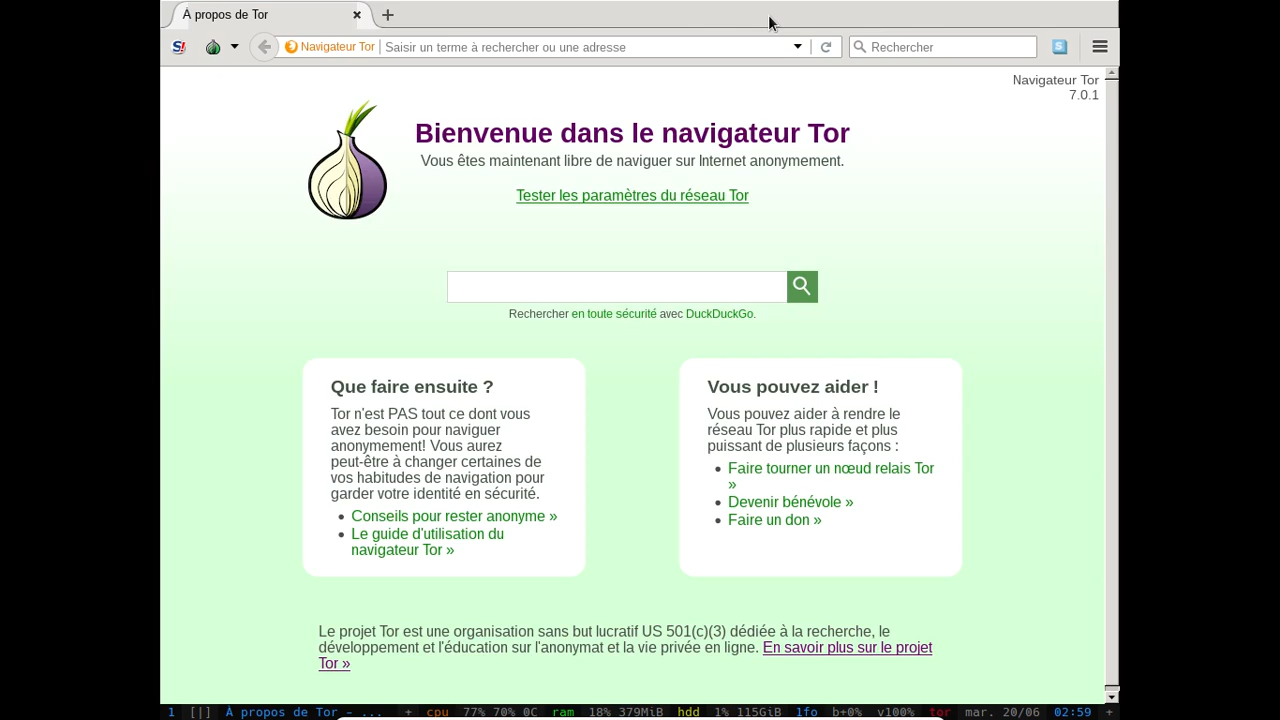 À propos de Tor
Navigateur Tor
Saisir un terme à rechercher ou une adresse
Rechercher
Navigateur Tor
7.0.1
Bienvenue dans le navigateur Tor
Vous êtes maintenant libre de naviguer sur Internet anonymement.
Tester les paramètres du réseau Tor
Rechercher en toute sécurité avec DuckDuckGo.
Que faire ensuite ?
Tor n'est PAS tout ce dont vous
avez besoin pour naviguer
anonymement! Vous aurez
peut-être à changer certaines de
vos habitudes de navigation pour
garder votre identité en sécurité.
Conseils pour rester anonyme »
Le guide d'utilisation du
navigateur Tor »
Vous pouvez aider !
Vous pouvez aider à rendre le
réseau Tor plus rapide et plus
puissant de plusieurs façons :
Faire tourner un nœud relais Tor
»
Devenir bénévole »
Faire un don »
Le projet Tor est une organisation sans but lucratif US 501(c)(3) dédiée à la recherche, le
développement et l'éducation sur l'anonymat et la vie privée en ligne. En savoir plus sur le projet
Tor »
1 [|] À propos de Tor - ... + cpu 77% 70% 0C ram 18% 379MiB hdd 1% 115GiB 1fo b+0% v100% tor mar. 20/06 02:59 +